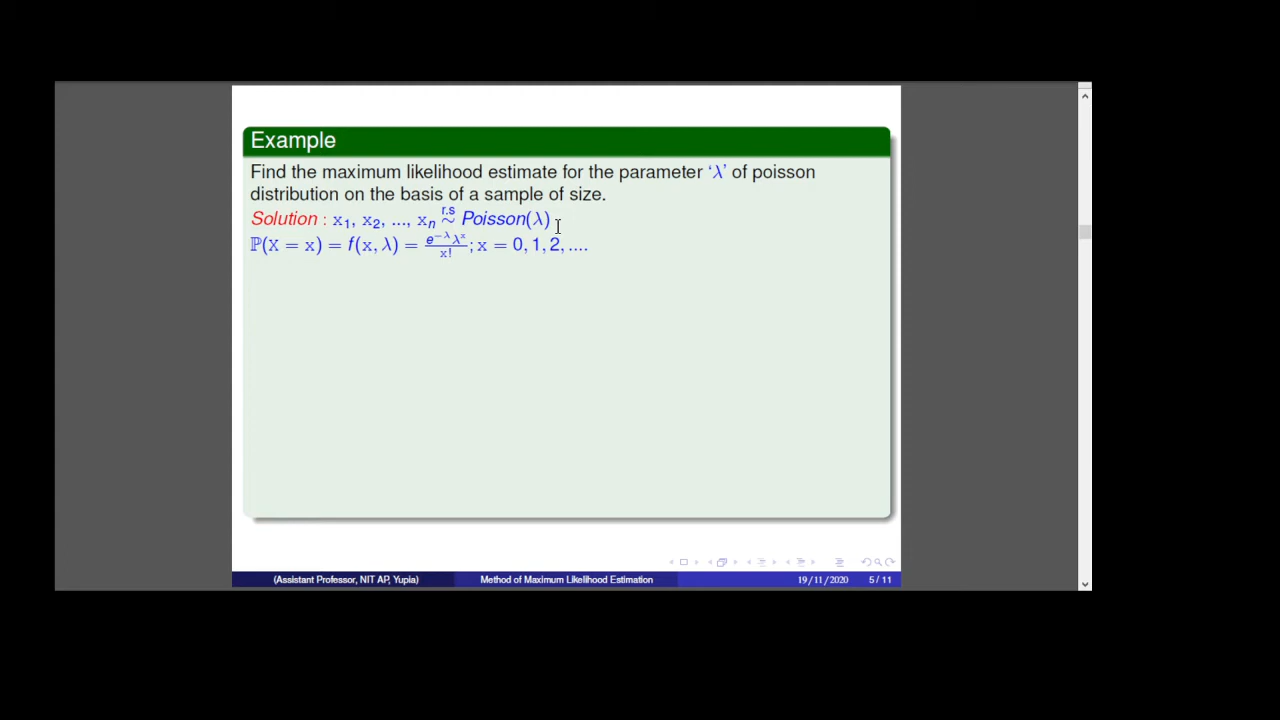 Example
Find the maximum likelihood estimate for the parameter ‘λ’ of poisson
distribution on the basis of a sample of size.
Solution : x₁, x₂, ..., xₙ r.s ~ Poisson(λ)
ℙ(X = x) = f(x, λ) = e^{−λ}λ^x / x! ; x = 0, 1, 2, ....
(Assistant Professor, NIT AP, Yupia) Method of Maximum Likelihood Estimation 19/11/2020 5 / 11